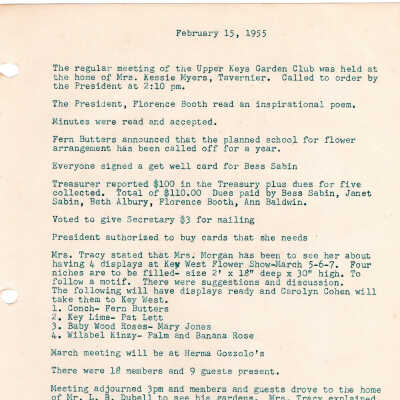 February 15, 1955
The regular meeting of the Upper Keys Garden Club was held at
the home of Mrs. Kessie Myers, Tavernier. Called to order by
the President at 2:10 pm.
The President, Florence Booth read an inspirational poem.
Minutes were read and accepted.
Fern Butters announced that the planned school for flower
arrangement has been called off for a year.
Everyone signed a get well card for Bess Sabin
Treasurer reported $100 in the Treasury plus dues for five
collected. Total of $110.00 Dues paid by Bess Sabin, Janet
Sabin, Beth Albury, Florence Booth, Ann Baldwin.
Voted to give Secretary $3 for mailing
President authorized to buy cards that she needs
Mrs. Tracy stated that Mrs. Morgan has been to see her about
having 4 displays at Key West Flower Show-March 5-6-7. Four
niches are to be filled- size 2' x 18" deep x 30" high. To
follow a motif. There were suggestions and discussion.
The following will have displays ready and Carolyn Cohen will
take them to Key West.
1. Conch- Fern Butters
2. Key Lime- Pat Lett
3. Baby Wood Roses- Mary Jones
4. Wilabel Kinzy- Palm and Banana Rose
March meeting will be at Herma Gozzolo's
There were 18 members and 9 guests present.
Meeting adjourned 3pm and members and guests drove to the home
of Mr. L. B. Duball to see his gardens. Mrs. Tracy explained